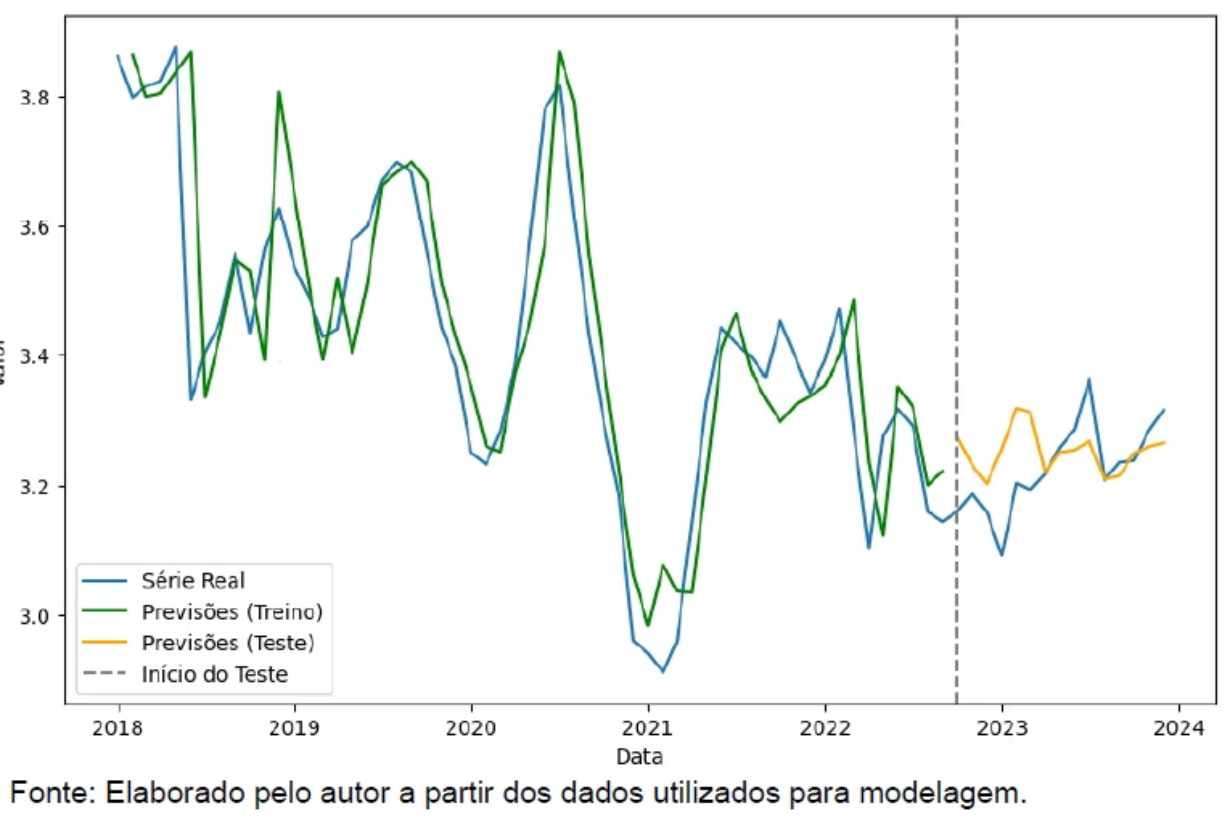 3.8
3.6
3.4
3.2
3.0
Série Real
Previsões (Treino)
Previsões (Teste)
Início do Teste
2018
2019
2020
2021
2022
2023
2024
Data
Fonte: Elaborado pelo autor a partir dos dados utilizados para modelagem.